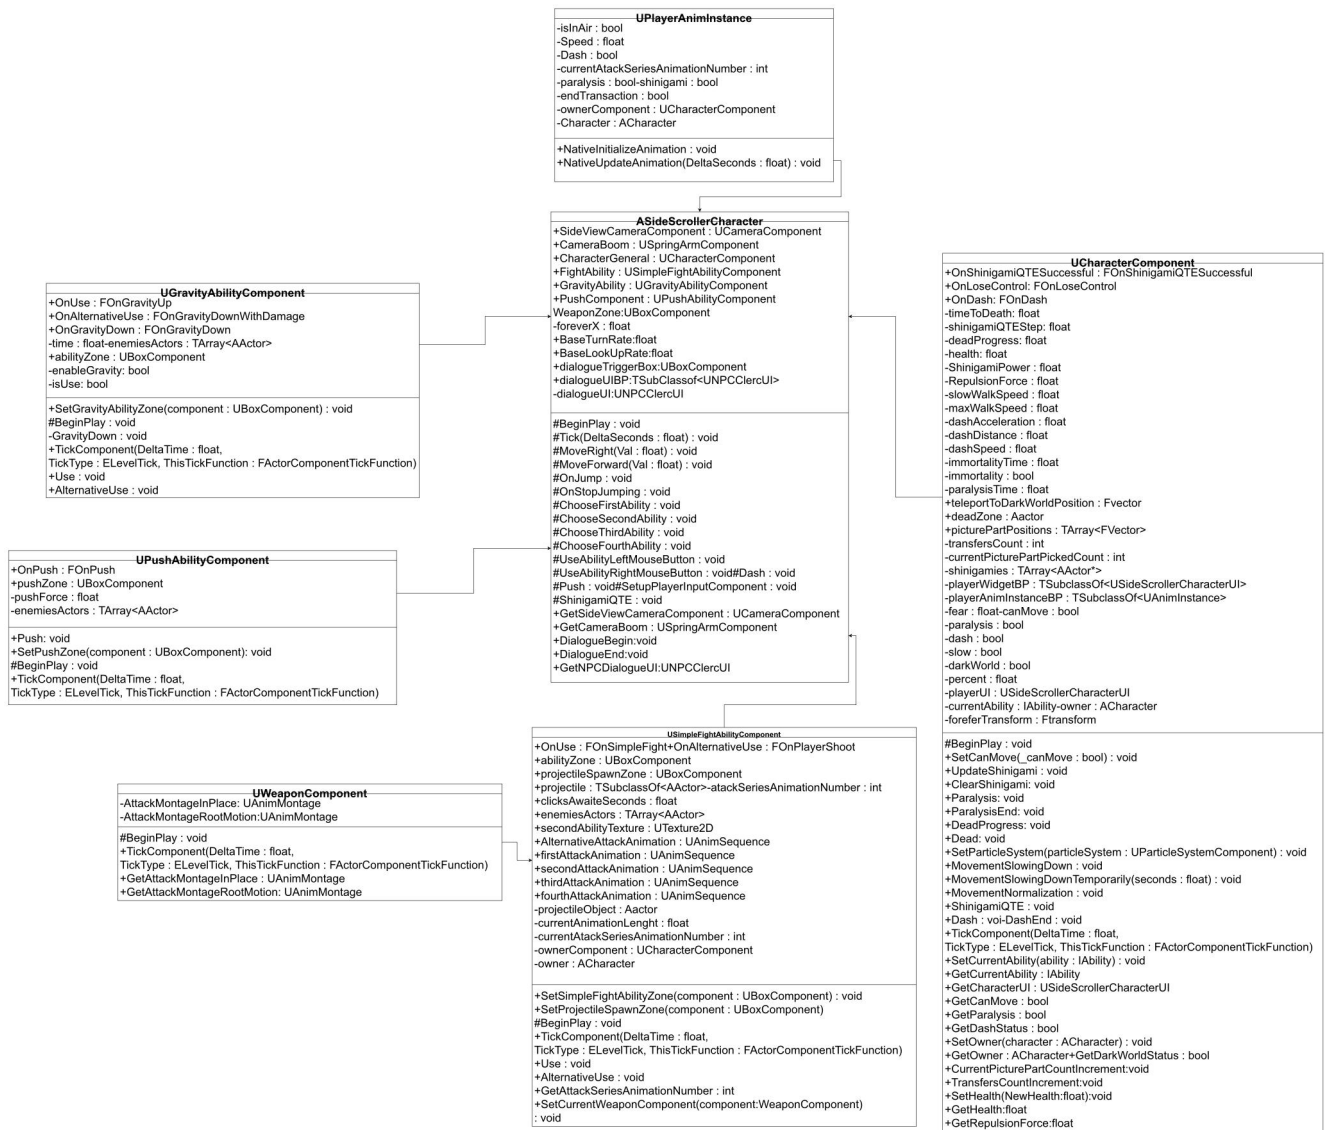 UPlayerAnimInstance
-isInAir : bool
-Speed : float
-Dash : bool
-currentAtackSeriesAnimationNumber : int
-paralysis : bool-shinigami : bool
-endTransaction : bool
-ownerComponent : UCharacterComponent
-Character : ACharacter
+NativeInitializeAnimation : void
+NativeUpdateAnimation(DeltaSeconds : float) : void
ASideScrollerCharacter
+SideViewCameraComponent : UCameraComponent
+CameraBoom : USpringArmComponent
+CharacterGeneral : UCharacterComponent
+FightAbility : USimpleFightAbilityComponent
+GravityAbility : UGravityAbilityComponent
+PushComponent : UPushAbilityComponent
WeaponZone:UBoxComponent
-foreverX : float
+BaseTurnRate:float
+BaseLookUpRate:float
+dialogueTriggerBox:UBoxComponent
+dialogueUIBP:TSubClassof<UNPCClercUI>
-dialogueUI:UNPCClercUI
#BeginPlay : void
#Tick(DeltaSeconds : float) : void
#MoveRight(Val : float) : void
#MoveForward(Val : float) : void
#OnJump : void
#OnStopJumping : void
#ChooseFirstAbility : void
#ChooseSecondAbility : void
#ChooseThirdAbility : void
#ChooseFourthAbility : void
#UseAbilityLeftMouseButton : void
#UseAbilityRightMouseButton : void#Dash : void
#Push : void#SetupPlayerInputComponent : void
#ShinigamiQTE : void
+GetSideViewCameraComponent : UCameraComponent
+GetCameraBoom : USpringArmComponent
+DialogueBegin:void
+DialogueEnd:void
+GetNPCDialogueUI:UNPCClercUI
UGravityAbilityComponent
+OnUse : FOnGravityUp
+OnAlternativeUse : FOnGravityDownWithDamage
+OnGravityDown : FOnGravityDown
-time : float-enemiesActors : TArray<AActor>
+abilityZone : UBoxComponent
-enableGravity: bool
-isUse: bool
+SetGravityAbilityZone(component : UBoxComponent) : void
#BeginPlay : void
-GravityDown : void
+TickComponent(DeltaTime : float,
TickType : ELevelTick, ThisTickFunction : FActorComponentTickFunction)
+Use : void
+AlternativeUse : void
UPushAbilityComponent
+OnPush : FOnPush
+pushZone : UBoxComponent
-pushForce : float
-enemiesActors : TArray<AActor>
+Push: void
+SetPushZone(component : UBoxComponent): void
#BeginPlay : void
+TickComponent(DeltaTime : float,
TickType : ELevelTick, ThisTickFunction : FActorComponentTickFunction)
UWeaponComponent
-AttackMontageInPlace: UAnimMontage
-AttackMontageRootMotion:UAnimMontage
#BeginPlay : void
+TickComponent(DeltaTime : float,
TickType : ELevelTick, ThisTickFunction : FActorComponentTickFunction)
+GetAttackMontageInPlace : UAnimMontage
+GetAttackMontageRootMotion: UAnimMontage
USimpleFightAbilityComponent
+OnUse : FOnSimpleFight+OnAlternativeUse : FOnPlayerShoot
+abilityZone : UBoxComponent
+projectileSpawnZone : UBoxComponent
+projectile : TSubclassOf<AActor>-atackSeriesAnimationNumber : int
+clicksAwaiteSeconds : float
+enemiesActors : TArray<AActor>
+secondAbilityTexture : UTexture2D
+AlternativeAttackAnimation : UAnimSequence
+firstAttackAnimation : UAnimSequence
+secondAttackAnimation : UAnimSequence
+thirdAttackAnimation : UAnimSequence
+fourthAttackAnimation : UAnimSequence
-projectileObject : Aactor
-currentAnimationLenght : float
-currentAtackSeriesAnimationNumber : int
-ownerComponent : UCharacterComponent
-owner : ACharacter
+SetSimpleFightAbilityZone(component : UBoxComponent) : void
+SetProjectileSpawnZone(component : UBoxComponent)
#BeginPlay : void
+TickComponent(DeltaTime : float,
TickType : ELevelTick, ThisTickFunction : FActorComponentTickFunction)
+Use : void
+AlternativeUse : void
+GetAttackSeriesAnimationNumber : int
+SetCurrentWeaponComponent(component:WeaponComponent)
: void
UCharacterComponent
+OnShinigamiQTESuccessful : FOnShinigamiQTESuccessful
+OnLoseControl: FOnLoseControl
+OnDash : FOnDash
-timeToDeath: float
-shinigamiQTEStep: float
-deadProgress: float
-health: float
-ShinigamiPower : float
-RepulsionForce : float
-slowWalkSpeed : float
-maxWalkSpeed : float
-dashAcceleration : float
-dashDistance : float
-dashSpeed : float
-immortalityTime : float
-immortality : bool
-paralysisTime : float
+teleportToDarkWorldPosition : Fvector
+deadZone : Aactor
+picturePartPositions : TArray<FVector>
-transfersCount : int
-currentPicturePartPickedCount : int
-shinigamies : TArray<AActor*>
-playerWidgetBP : TSubclassOf<USideScrollerCharacterUI>
-playerAnimInstanceBP : TSubclassOf<UAnimInstance>
-fear : float-canMove : bool
-paralysis : bool
-dash : bool
-slow : bool
-darkWorld : bool
-percent : float
-playerUI : USideScrollerCharacterUI
-currentAbility : IAbility-owner : ACharacter
-foreferTransform : Ftransform
#BeginPlay : void
+SetCanMove(_canMove : bool) : void
+UpdateShinigami : void
+ClearShinigami: void
+Paralysis: void
+ParalysisEnd: void
+DeadProgress: void
+Dead: void
+SetParticleSystem(particleSystem : UParticleSystemComponent) : void
+MovementSlowingDown : void
+MovementSlowingDownTemporarily(seconds : float) : void
+MovementNormalization : void
+ShinigamiQTE : void
+Dash : voi-DashEnd : void
+TickComponent(DeltaTime : float,
TickType : ELevelTick, ThisTickFunction : FActorComponentTickFunction)
+SetCurrentAbility(ability : IAbility) : void
+GetCurrentAbility : IAbility
+GetCharacterUI : USideScrollerCharacterUI
+GetCanMove : bool
+GetParalysis : bool
+GetDashStatus : bool
+SetOwner(character : ACharacter) : void
+GetOwner : ACharacter+GetDarkWorldStatus : bool
+CurrentPicturePartCountIncrement:void
+TransfersCountIncrement:void
+SetHealth(NewHealth:float):void
+GetHealth:float
+GetRepulsionForce:float